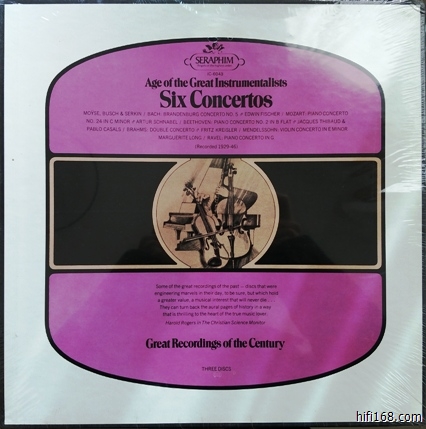 SERAPHIM
IC-6043
Age of the Great Instrumentalists
Six Concertos
MOYSE, BUSCH & SERKIN / BACH: BRANDENBURG CONCERTO NO. 5 // EDWIN FISCHER / MOZART: PIANO CONCERTO
NO. 24 IN C MINOR // ARTUR SCHNABEL / BEETHOVEN: PIANO CONCERTO NO. 2 IN B FLAT // JACQUES THIBAUD &
PABLO CASALS / BRAHMS: DOUBLE CONCERTO // FRITZ KREISLER / MENDELSSOHN: VIOLIN CONCERTO IN E MINOR
MARGUERITE LONG / RAVEL: PIANO CONCERTO IN G
(Recorded 1926-46)
Some of the great recordings of the past — discs that were
engineering marvels in their day, to be sure, but which hold
a greater value, a musical interest that will never die. . .
They can turn back the aural pages of history in a way
that is thrilling to the heart of the true music lover.
Harold Rogers in The Christian Science Monitor
Great Recordings of the Century
THREE DISCS
hifi168.com